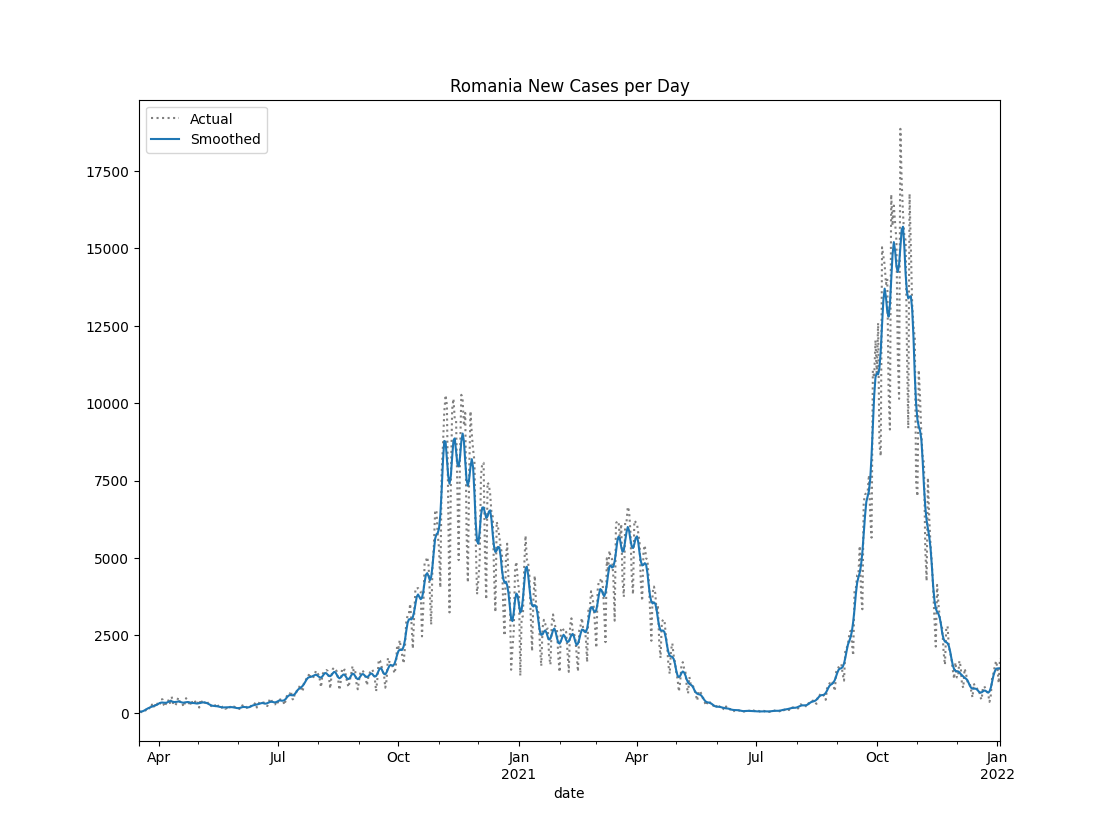 Romania New Cases per Day
Actual
Smoothed
17500
15000
12500
10000
7500
5000
2500
0
Apr Jul Oct Jan Apr Jul Oct Jan
2021 2022
date